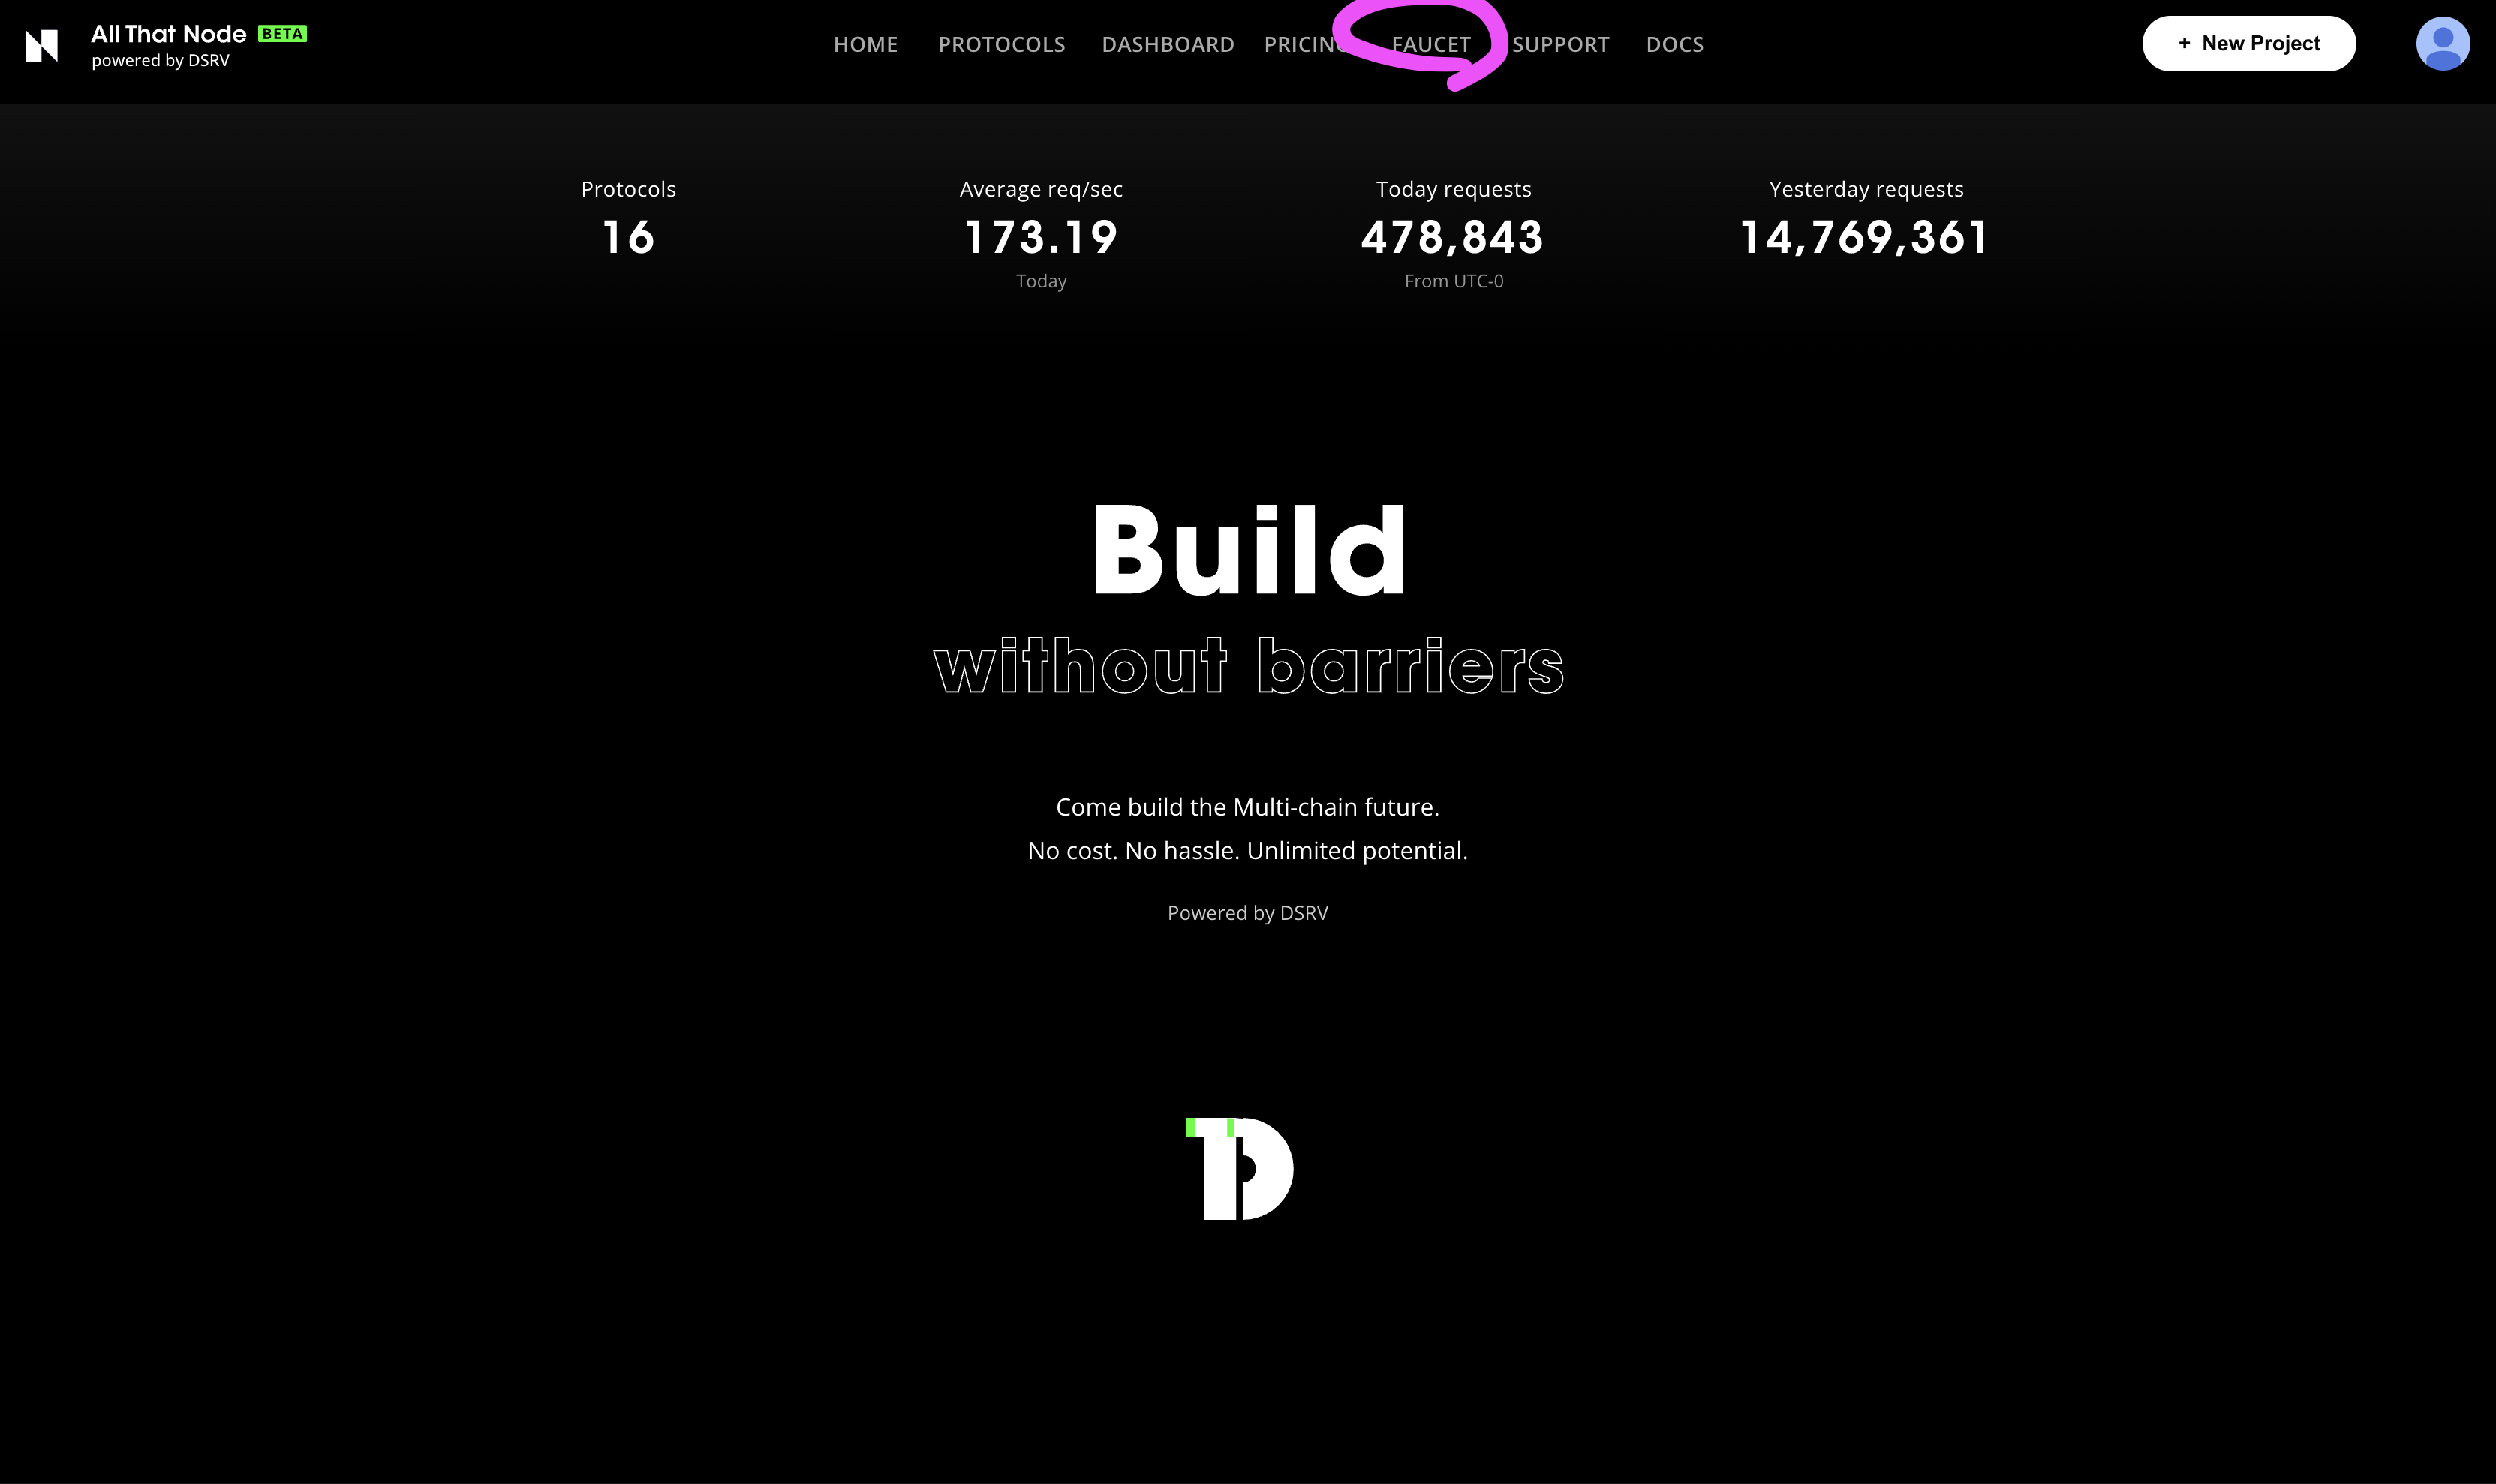 All That Node BETA
powered by DSRV
HOME PROTOCOLS DASHBOARD PRICING FAUCET SUPPORT DOCS
+ New Project
Protocols
16
Average req/sec
173.19
Today
Today requests
478,843
From UTC-0
Yesterday requests
14,769,361
Build
without barriers
Come build the Multi-chain future.
No cost. No hassle. Unlimited potential.
Powered by DSRV